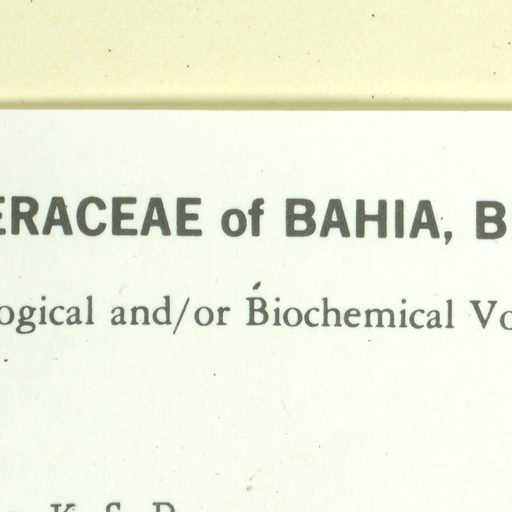 ERACEAE of BAHIA, B
ogical and/or Biochemical Vo
K. S. D